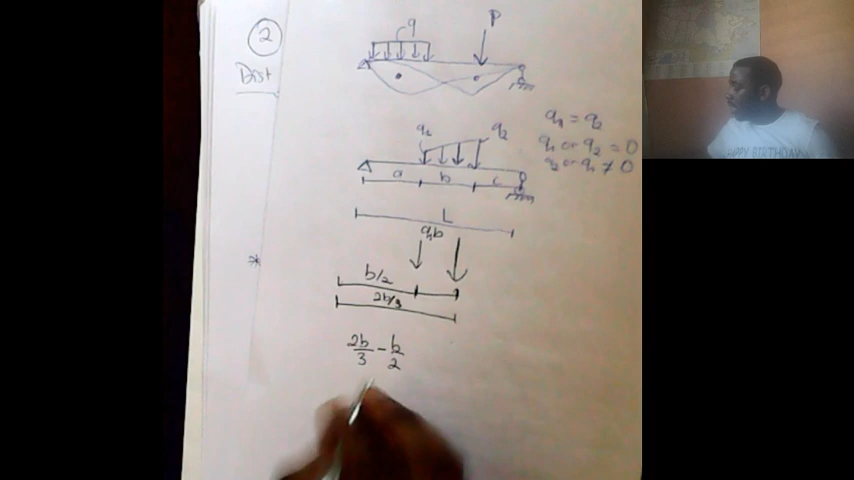 2
Dist
q
P
q₁
q₂
q₁ = q₂
q₁ or q₂ = 0
q₂ or q₁ ≠ 0
a b c
L
q₁b
*
b/2
2b/3
2b/3 - b/2
HAPPY BIRTHDAY